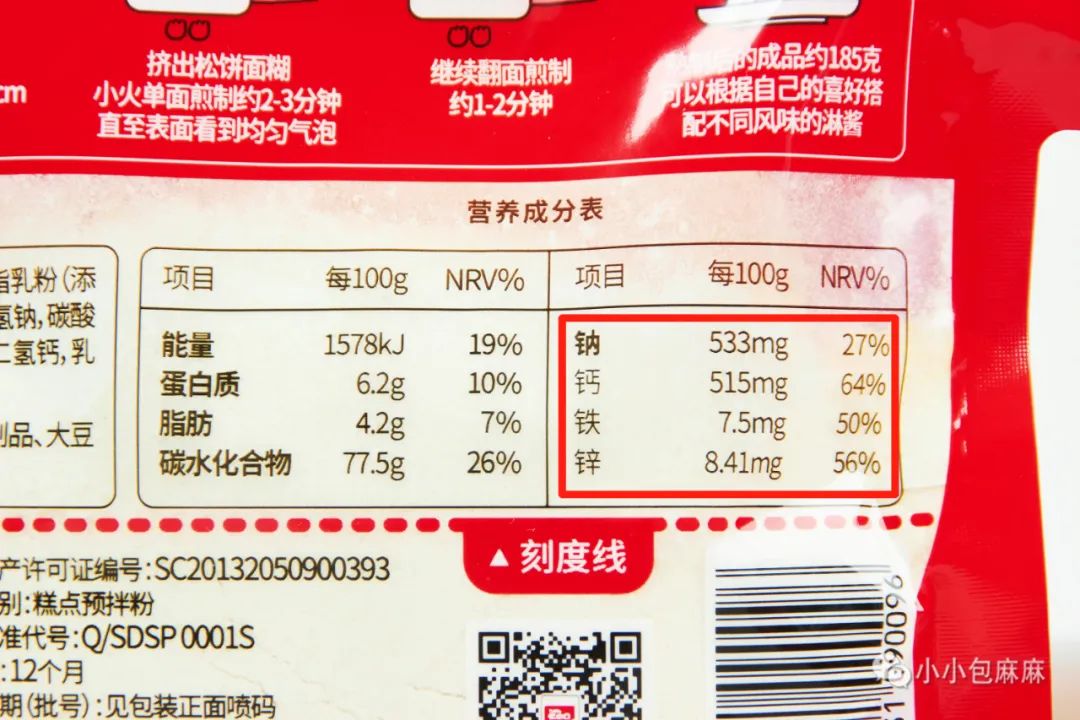 cm
挤出松饼面糊
小火单面煎制约2-3分钟
直至表面看到均匀气泡
继续翻面煎制
约1-2分钟
后的成品约185克
可以根据自己的喜好搭
配不同风味的淋酱
营养成分表
脂乳粉（添
氢钠,碳酸
二氢钙,乳
制品、大豆
项目 每100g NRV%
能量 1578kJ 19%
蛋白质 6.2g 10%
脂肪 4.2g 7%
碳水化合物 77.5g 26%
项目 每100g NRV%
钠 533mg 27%
钙 515mg 64%
铁 7.5mg 50%
锌 8.41mg 56%
▲刻度线
产许可证编号:SC20132050900393
别:糕点预拌粉
准代号:Q/SDSP 0001S
:12个月
期(批号):见包装正面喷码
小小包麻麻